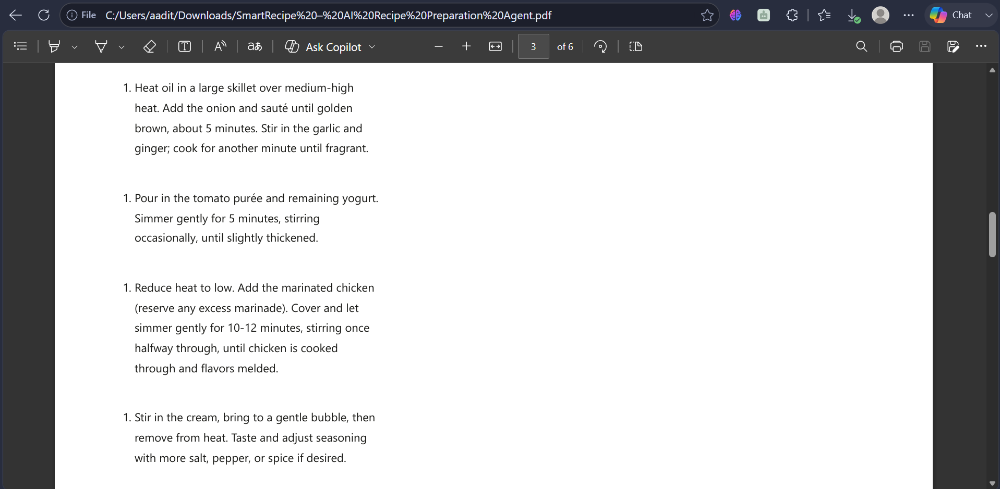 File C:/Users/aadit/Downloads/SmartRecipe%20–%20AI%20Recipe%20Preparation%20Agent.pdf
Chat
T
A
aあ
Ask Copilot
3 of 6
1. Heat oil in a large skillet over medium-high
heat. Add the onion and sauté until golden
brown, about 5 minutes. Stir in the garlic and
ginger; cook for another minute until fragrant.
1. Pour in the tomato purée and remaining yogurt.
Simmer gently for 5 minutes, stirring
occasionally, until slightly thickened.
1. Reduce heat to low. Add the marinated chicken
(reserve any excess marinade). Cover and let
simmer gently for 10-12 minutes, stirring once
halfway through, until chicken is cooked
through and flavors melded.
1. Stir in the cream, bring to a gentle bubble, then
remove from heat. Taste and adjust seasoning
with more salt, pepper, or spice if desired.